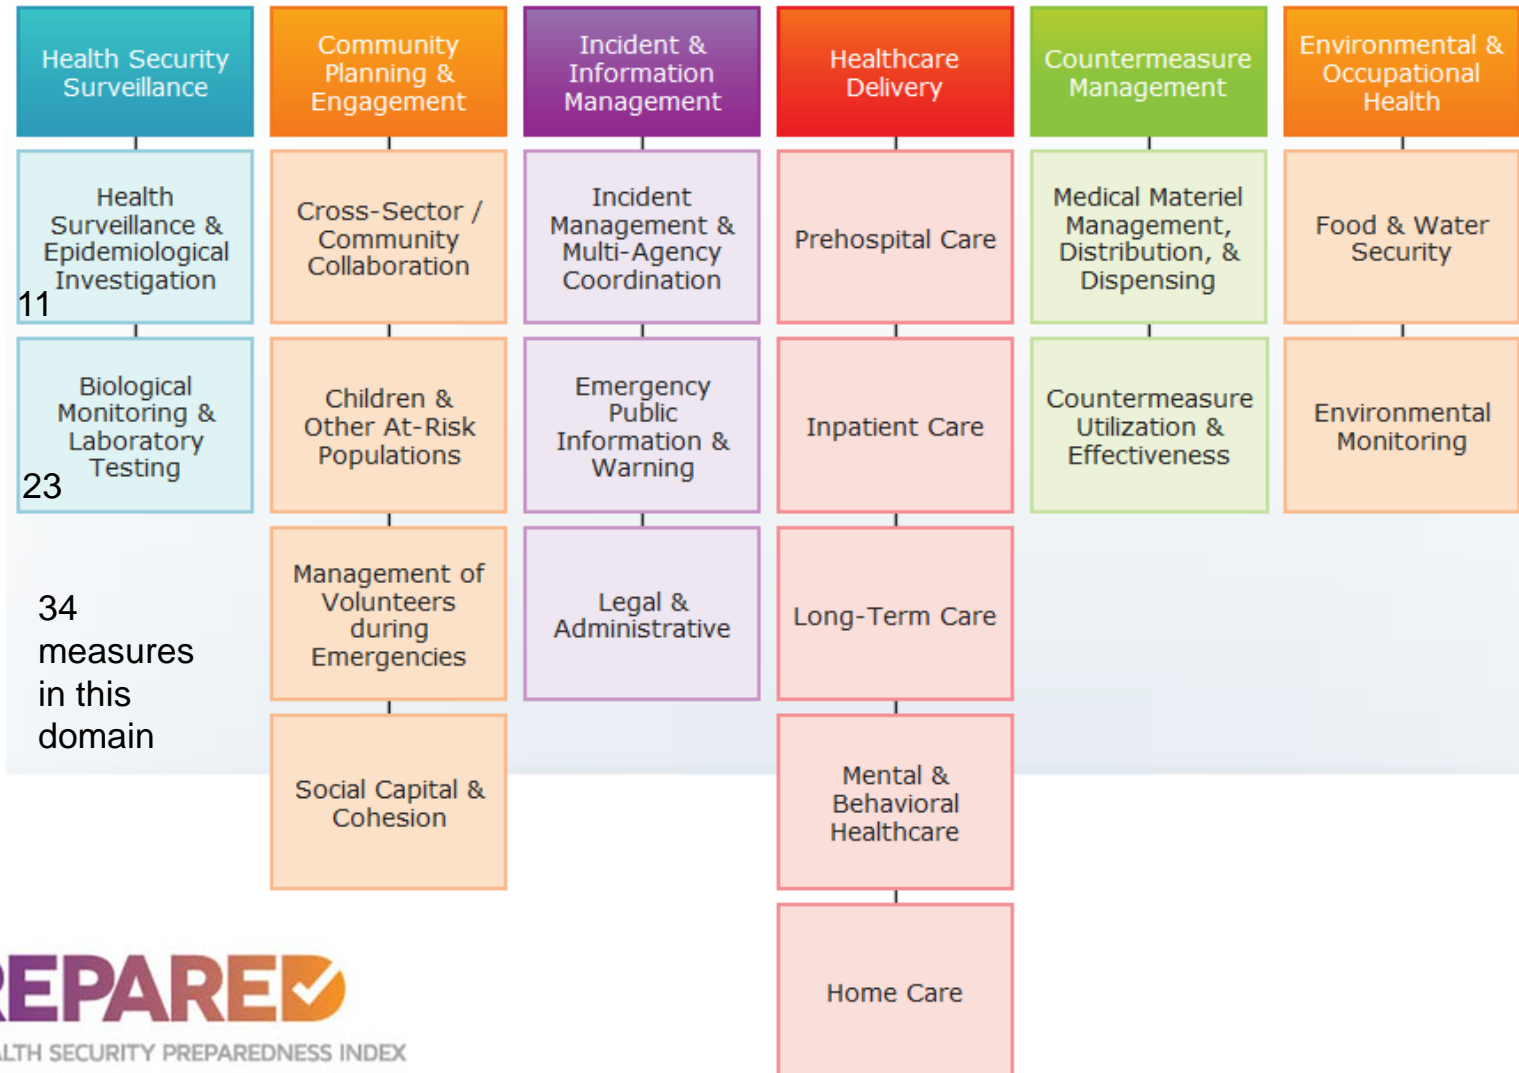 Health Security
Surveillance
Community
Planning &
Engagement
Incident &
Information
Management
Healthcare
Delivery
Countermeasure
Management
Environmental &
Occupational
Health
Health
Surveillance &
Epidemiological
Investigation
11
Cross-Sector /
Community
Collaboration
Incident
Management &
Multi-Agency
Coordination
Prehospital Care
Medical Materiel
Management,
Distribution, &
Dispensing
Food & Water
Security
Biological
Monitoring &
Laboratory
Testing
23
Children &
Other At-Risk
Populations
Emergency
Public
Information &
Warning
Inpatient Care
Countermeasure
Utilization &
Effectiveness
Environmental
Monitoring
34
measures
in this
domain
Management of
Volunteers
during
Emergencies
Legal &
Administrative
Long-Term Care
Social Capital &
Cohesion
Mental &
Behavioral
Healthcare
Home Care
REPARED
ALTH SECURITY PREPAREDNESS INDEX